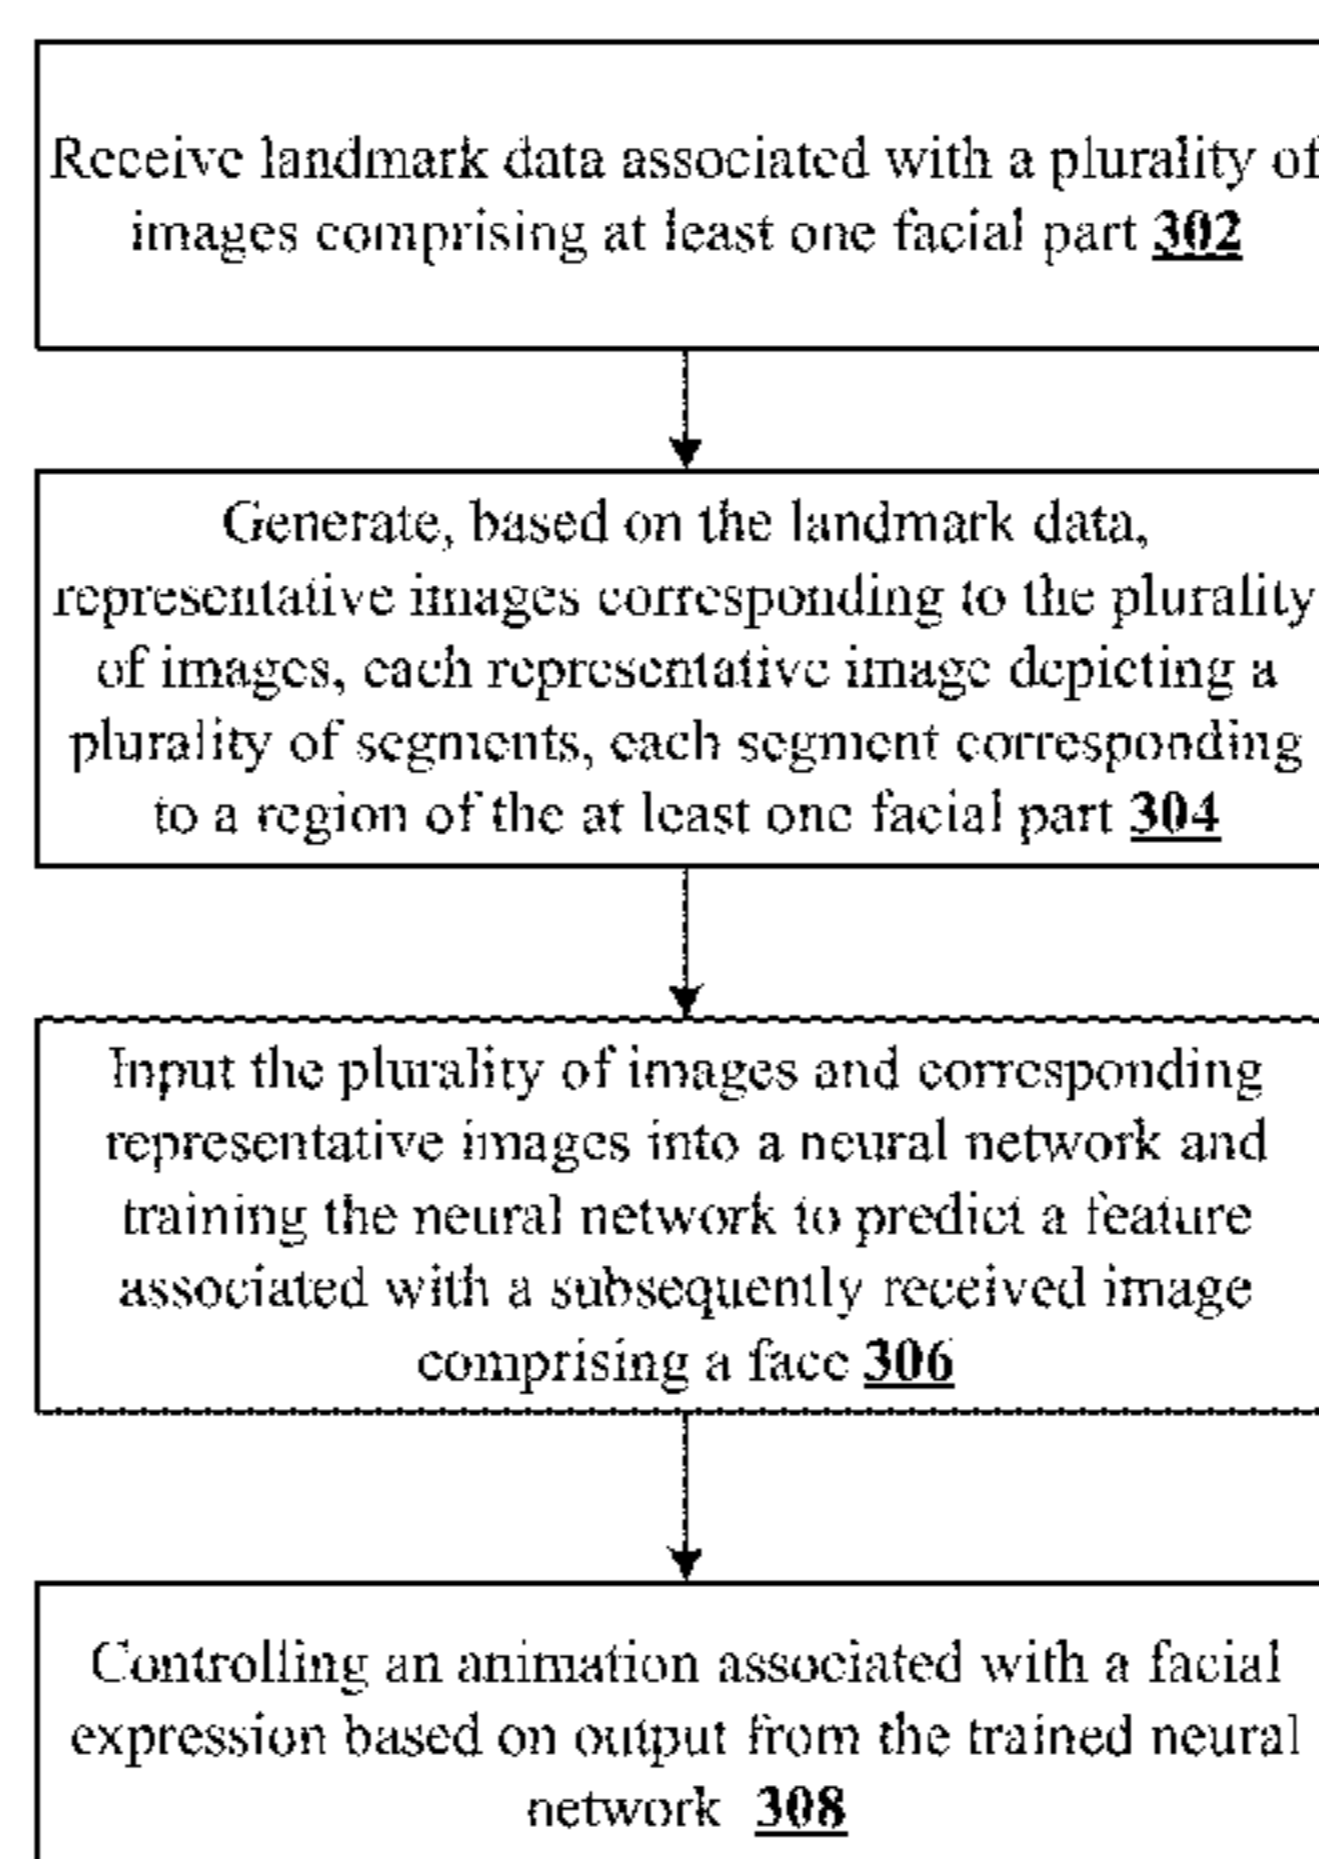 Receive landmark data associated with a plurality of
images comprising at least one facial part 302
Generate, based on the landmark data,
representative images corresponding to the plurality
of images, each representative image depicting a
plurality of segments, each segment corresponding
to a region of the at least one facial part 304
Input the plurality of images and corresponding
representative images into a neural network and
training the neural network to predict a feature
associated with a subsequently received image
comprising a face 306
Controlling an animation associated with a facial
expression based on output from the trained neural
network 308